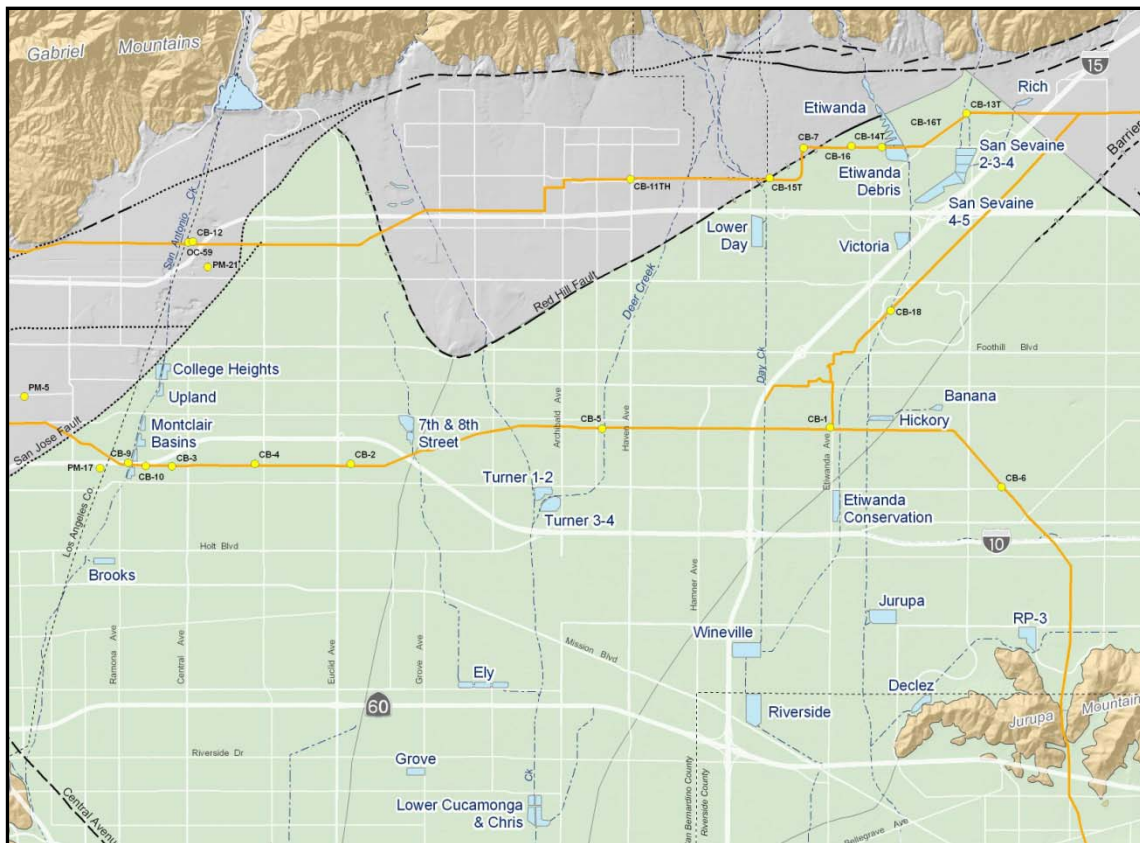 Gabriel Mountains
15
Rich
Etiwanda
CB-13T
CB-16T
CB-7
CB-14T
CB-16
San Sevaine
2-3-4
Barrier
CB-11TH
CB-15T
Etiwanda
Debris
San Sevaine
4-5
San Antonio Ck
Lower
Day
Victoria
CB-12
OC-59
PM-21
Red Hill Fault
Deer Creek
CB-18
Foothill Blvd
College Heights
Day Ck
PM-5
Upland
Banana
Hickory
San Jose Fault
Montclair
Basins
7th & 8th
Street
Archibald Ave
CB-5
Haven Ave
CB-1
Etiwanda Ave
PM-17
CB-9
CB-10
CB-3
CB-4
CB-2
CB-6
Turner 1-2
Turner 3-4
Etiwanda
Conservation
Los Angeles Co.
Holt Blvd
10
Brooks
Hamner Ave
Jurupa
RP-3
Ramona Ave
Central Ave
Euclid Ave
Grove Ave
Mission Blvd
Wineville
Ely
Declez
60
Riverside
Jurupa Mountain
Riverside Dr
Grove
Ck
Central Avenue
Lower Cucamonga
& Chris
an Bernardino County
Riverside County
Bellegrave Ave